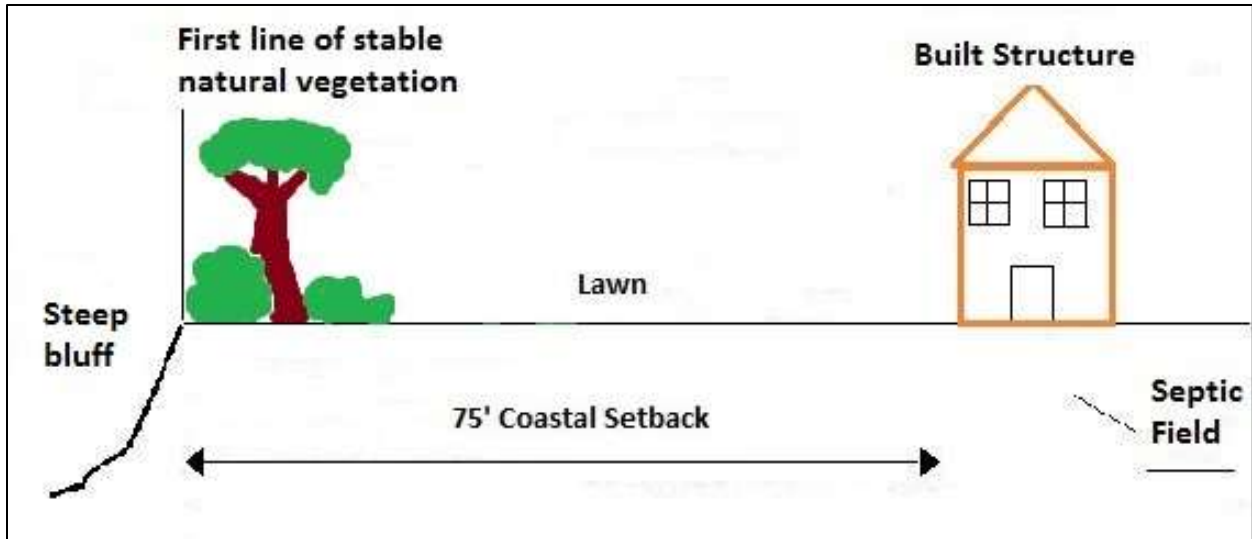 First line of stable
natural vegetation
Built Structure
Lawn
Steep
bluff
75' Coastal Setback
Septic
Field